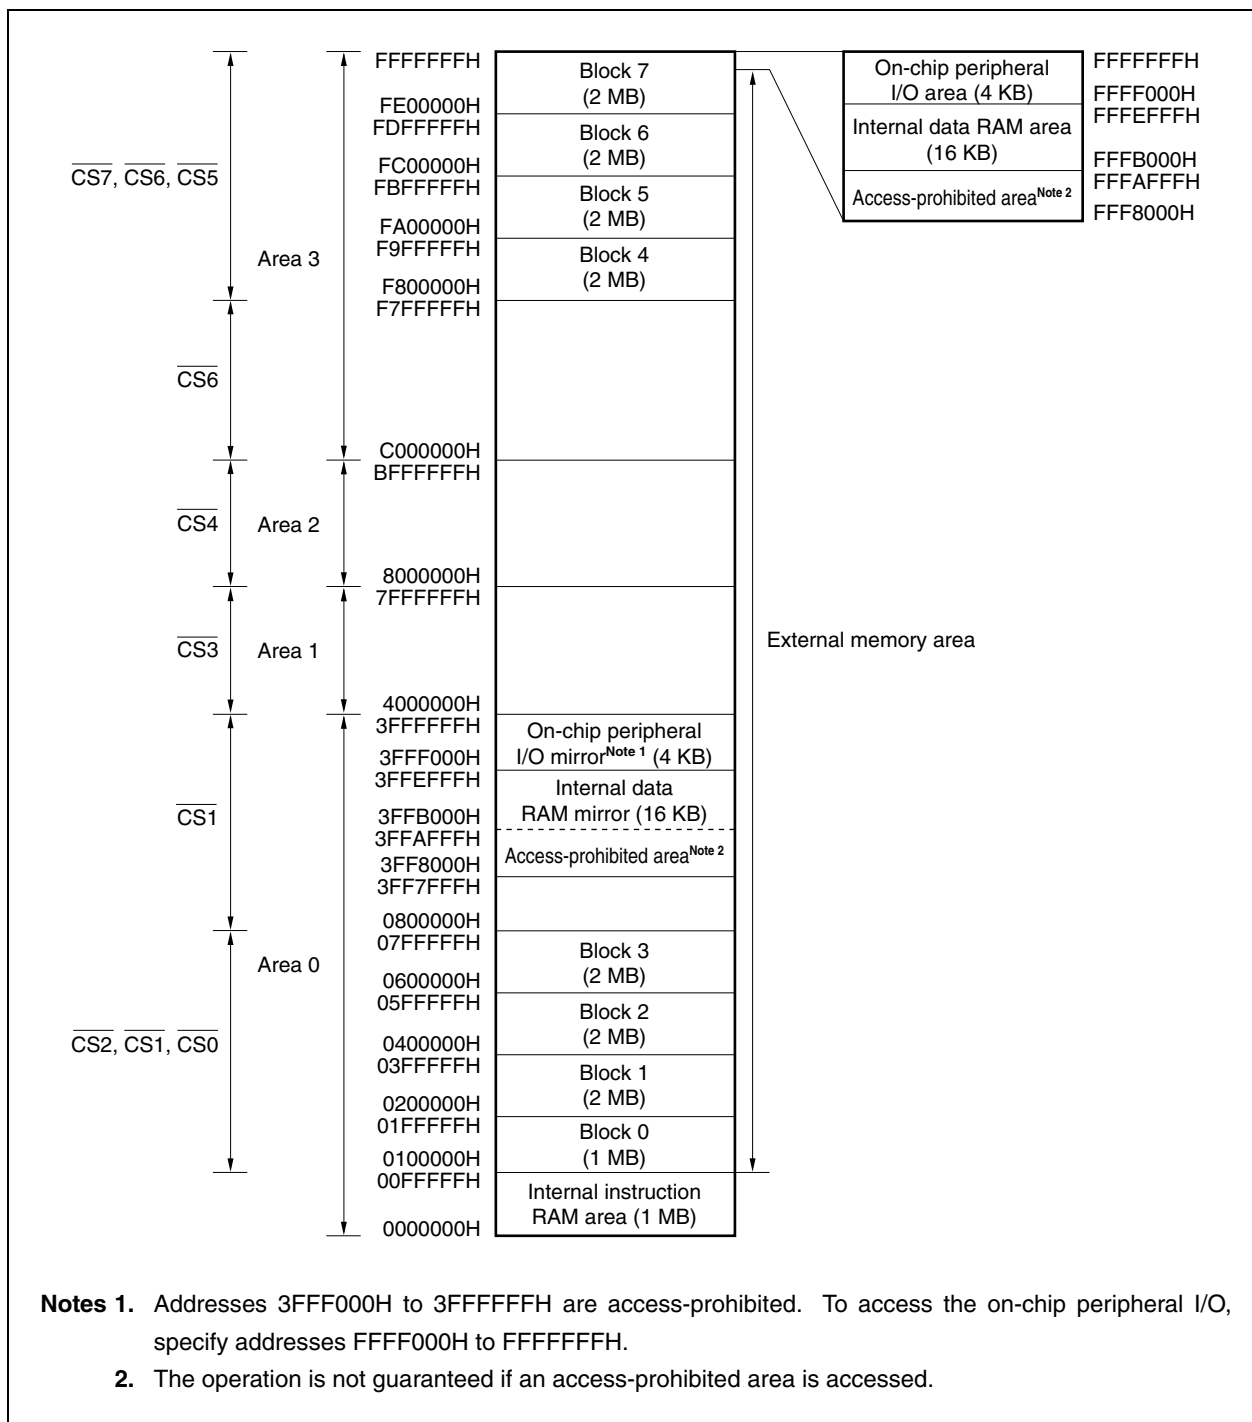 FFFFFFFH
Block 7
(2 MB)
FE00000H
FDFFFFFH
Block 6
(2 MB)
FC00000H
FBFFFFFH
Block 5
(2 MB)
FA00000H
F9FFFFFH
Block 4
(2 MB)
F800000H
F7FFFFFH
C000000H
BFFFFFFH
8000000H
7FFFFFFH
4000000H
3FFFFFFH
On-chip peripheral
I/O mirrorNote 1 (4 KB)
3FFF000H
3FFEFFFH
Internal data
RAM mirror (16 KB)
3FFB000H
3FFAFFFH
Access-prohibited areaNote 2
3FF8000H
3FF7FFFH
0800000H
07FFFFFH
Block 3
(2 MB)
0600000H
05FFFFFH
Block 2
(2 MB)
0400000H
03FFFFFH
Block 1
(2 MB)
0200000H
01FFFFFH
Block 0
(1 MB)
0100000H
00FFFFFH
Internal instruction
RAM area (1 MB)
0000000H
CS7, CS6, CS5
CS6
CS4
CS3
CS1
CS2, CS1, CS0
Area 3
Area 2
Area 1
Area 0
External memory area
On-chip peripheral
I/O area (4 KB)
Internal data RAM area
(16 KB)
Access-prohibited areaNote 2
FFFFFFFH
FFFF000H
FFFEFFFH
FFFB000H
FFFAFFFH
FFF8000H
Notes 1. Addresses 3FFF000H to 3FFFFFFH are access-prohibited. To access the on-chip peripheral I/O,
specify addresses FFFF000H to FFFFFFFH.
2. The operation is not guaranteed if an access-prohibited area is accessed.